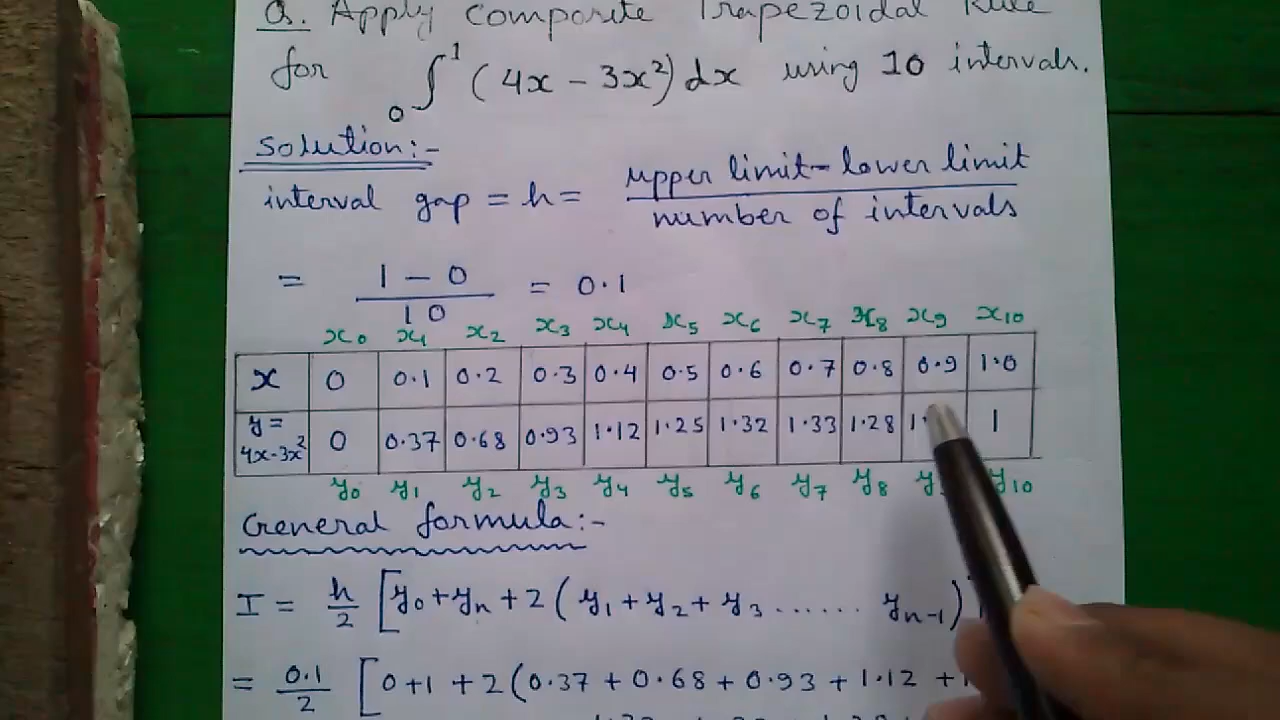 Q. Apply Composite Trapezoidal Rule
for ₀∫¹ (4x - 3x²) dx using 10 intervals.
Solution:-
interval gap = h = upper limit - lower limit / number of intervals
= 1 - 0 / 10 = 0.1
x₀ x₁ x₂ x₃ x₄ x₅ x₆ x₇ x₈ x₉ x₁₀
x 0 0.1 0.2 0.3 0.4 0.5 0.6 0.7 0.8 0.9 1.0
y = 4x-3x² 0 0.37 0.68 0.93 1.12 1.25 1.32 1.33 1.28 1
y₀ y₁ y₂ y₃ y₄ y₅ y₆ y₇ y₈ y₁₀
General formula:-
I = h/2 [y₀ + yₙ + 2 ( y₁ + y₂ + y₃ ...... yₙ₋₁)
= 0.1/2 [0+1 + 2(0.37 + 0.68 + 0.93 + 1.12 +